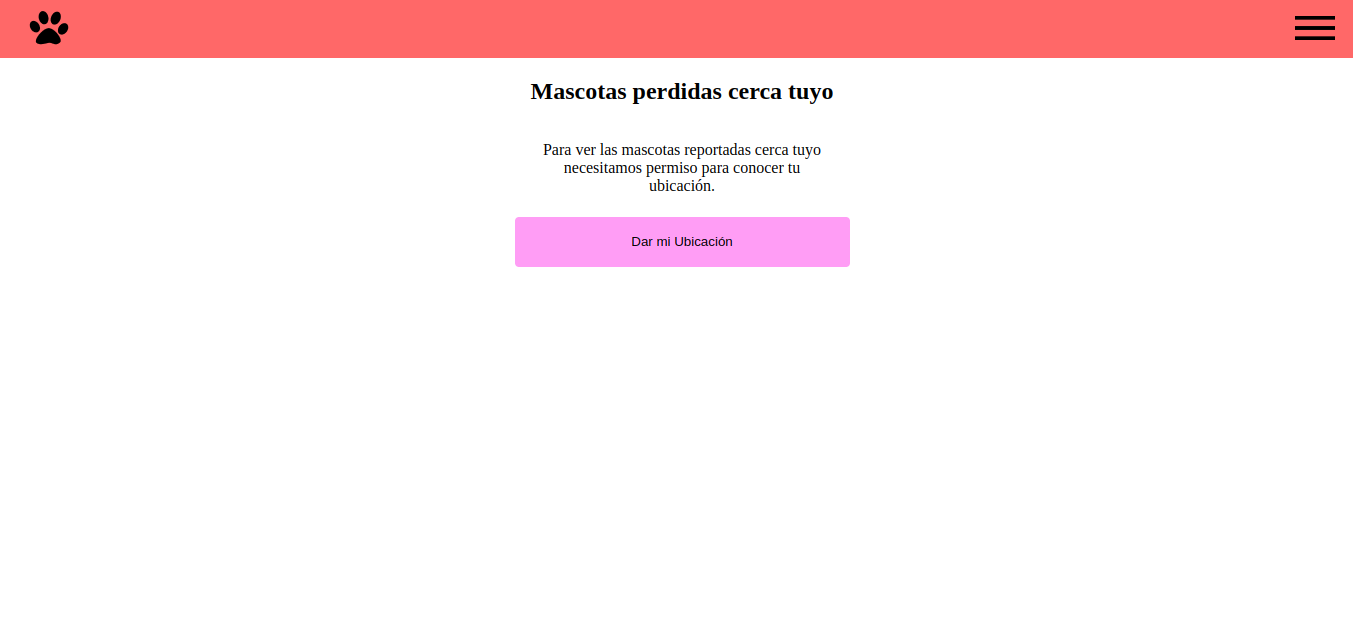 Mascotas perdidas cerca tuyo
Para ver las mascotas reportadas cerca tuyo
necesitamos permiso para conocer tu
ubicación.
Dar mi Ubicación